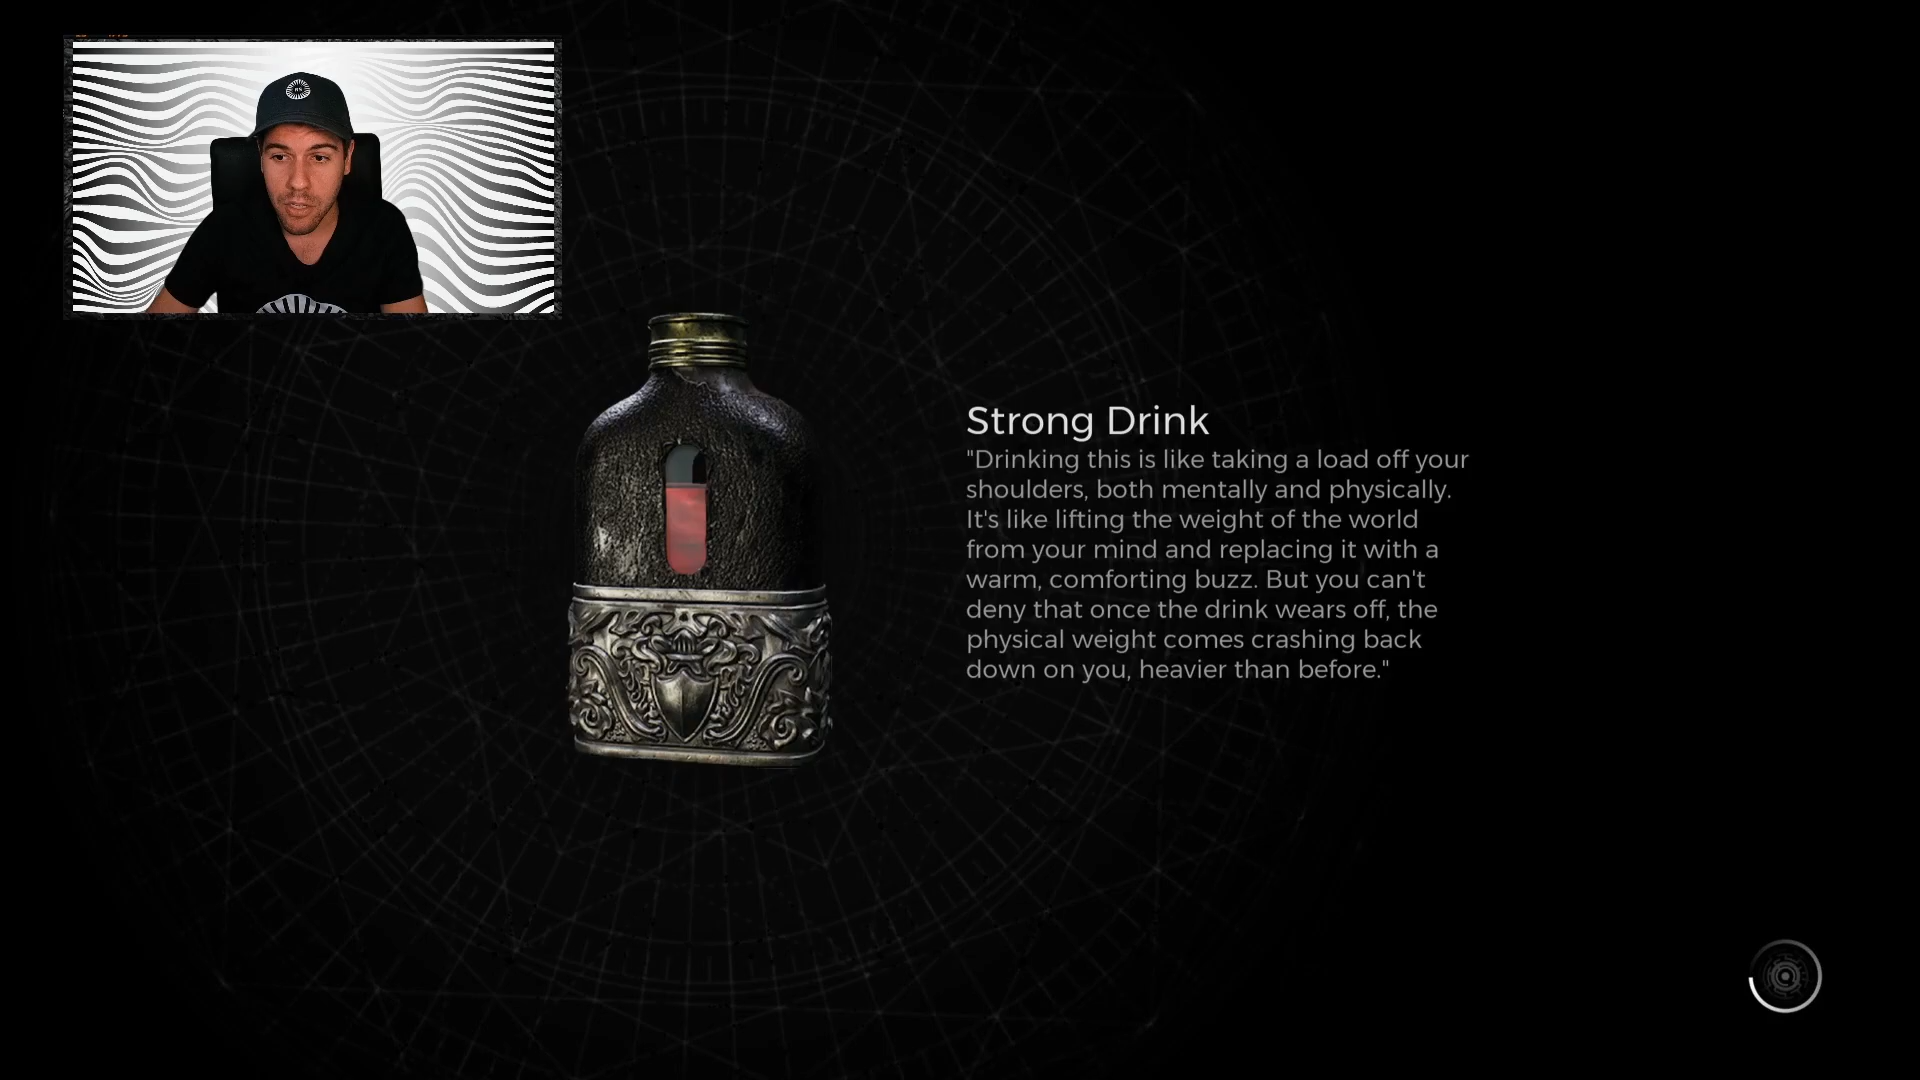 Strong Drink
"Drinking this is like taking a load off your
shoulders, both mentally and physically.
It's like lifting the weight of the world
from your mind and replacing it with a
warm, comforting buzz. But you can't
deny that once the drink wears off, the
physical weight comes crashing back
down on you, heavier than before."